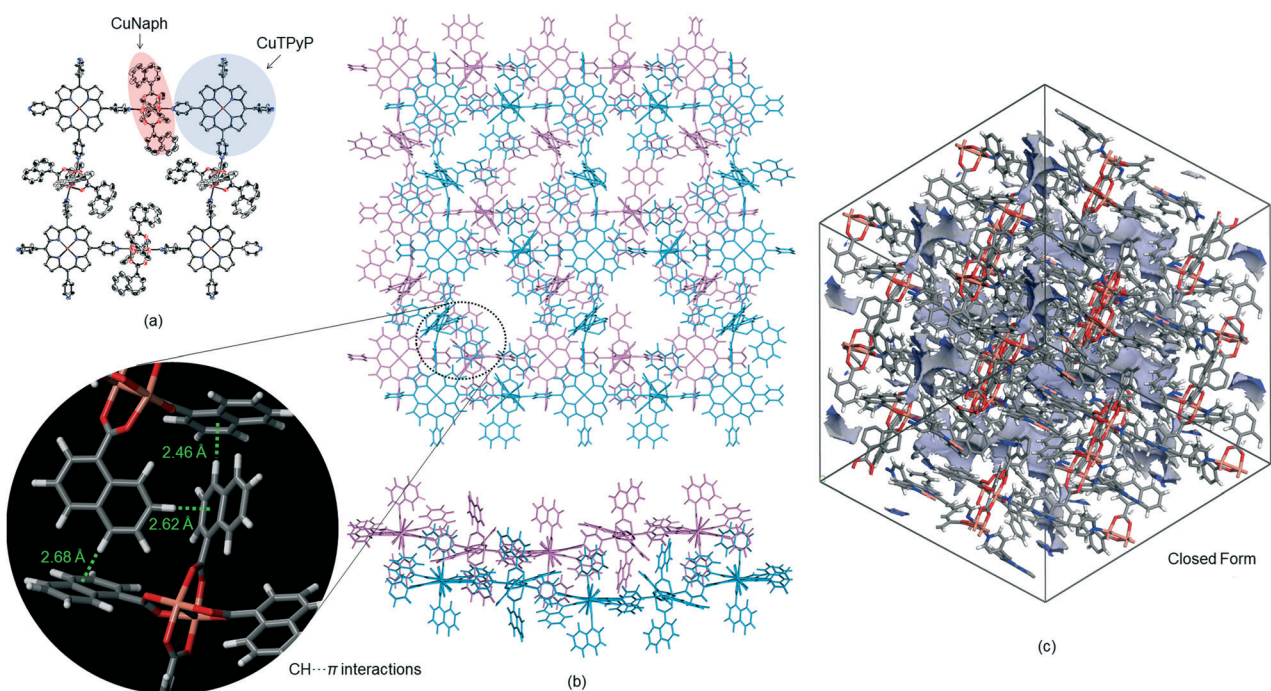 CuNaph
CuTPyP
(a)
2.46 Å
2.62 Å
2.68 Å
CH···π interactions
(b)
Closed Form
(c)